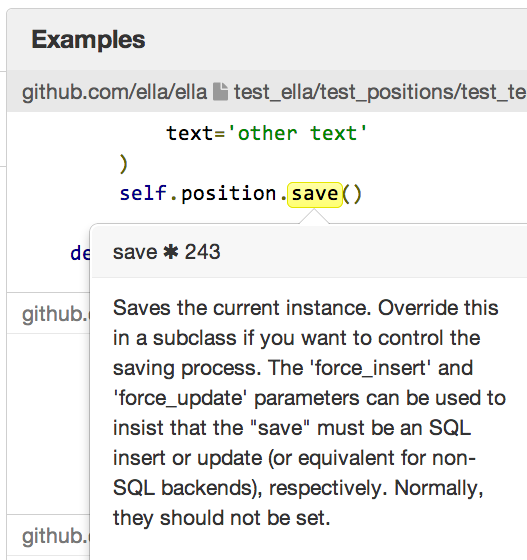 Examples
github.com/ella/ella test_ella/test_positions/test_te
text='other text'
)
self.position.save()
de
save ✱ 243
github.
Saves the current instance. Override this
in a subclass if you want to control the
saving process. The 'force_insert' and
'force_update' parameters can be used to
insist that the "save" must be an SQL
insert or update (or equivalent for non-
SQL backends), respectively. Normally,
they should not be set.
github.